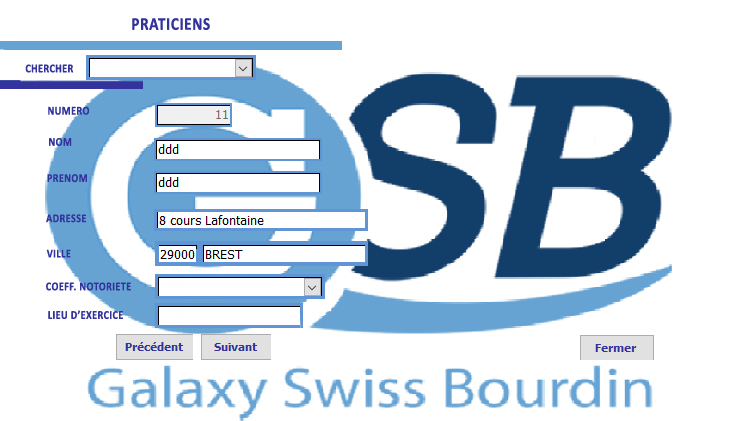 PRATICIENS
CHERCHER
NUMERO 11
NOM ddd
PRENOM ddd
ADRESSE 8 cours Lafontaine
VILLE 29000 BREST
COEFF. NOTORIETE
LIEU D'EXERCICE
Précédent Suivant Fermer
GSB
Galaxy Swiss Bourdin